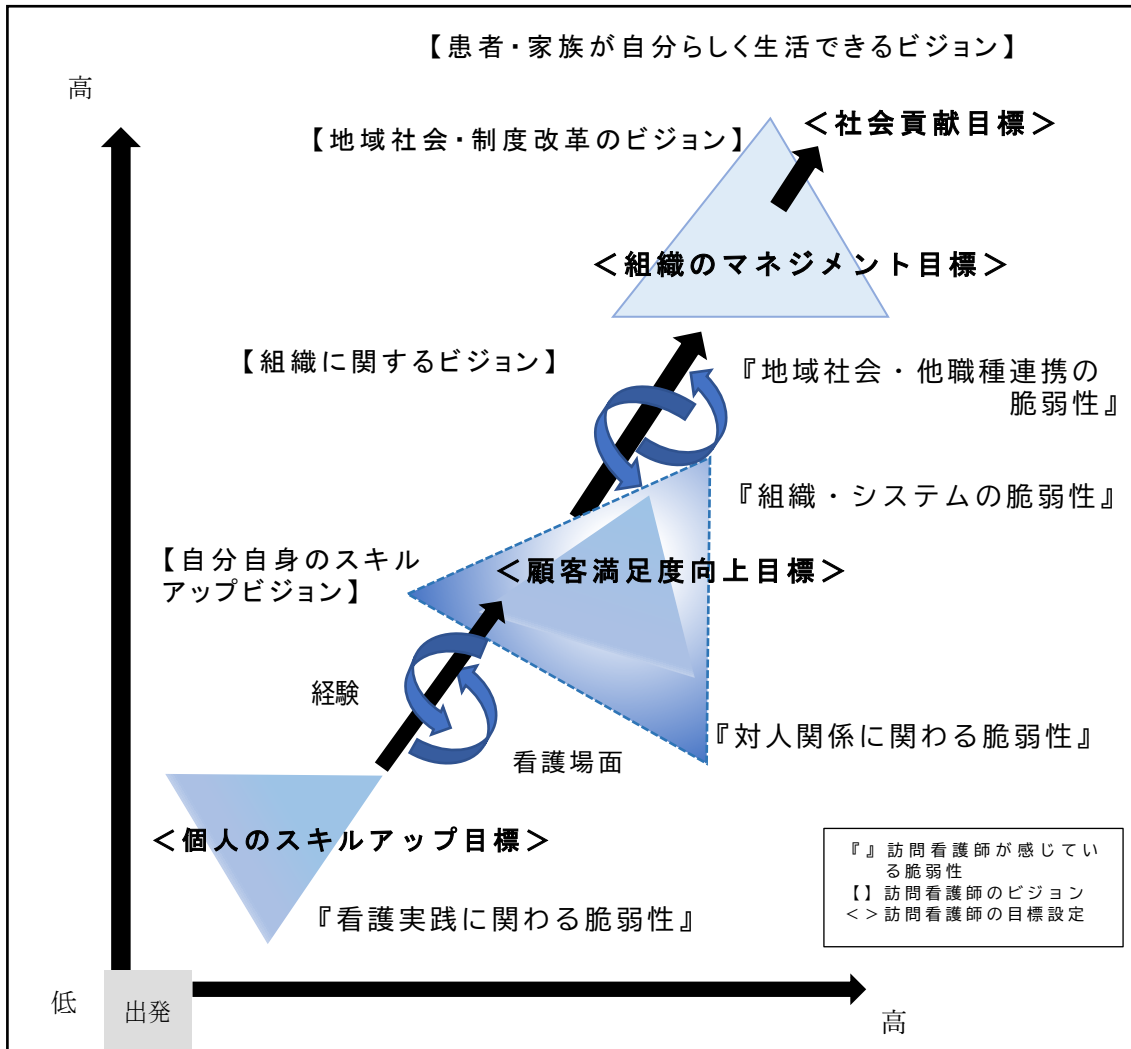 【患者・家族が自分らしく生活できるビジョン】
高
＜社会貢献目標＞
【地域社会・制度改革のビジョン】
＜組織のマネジメント目標＞
【組織に関するビジョン】
『地域社会・他職種連携の
脆弱性』
『組織・システムの脆弱性』
【自分自身のスキル
アップビジョン】
＜顧客満足度向上目標＞
経験
『対人関係に関わる脆弱性』
看護場面
＜個人のスキルアップ目標＞
『看護実践に関わる脆弱性』
『』訪問看護師が感じてい
る脆弱性
【】訪問看護師のビジョン
<>訪問看護師の目標設定
低
出発
高